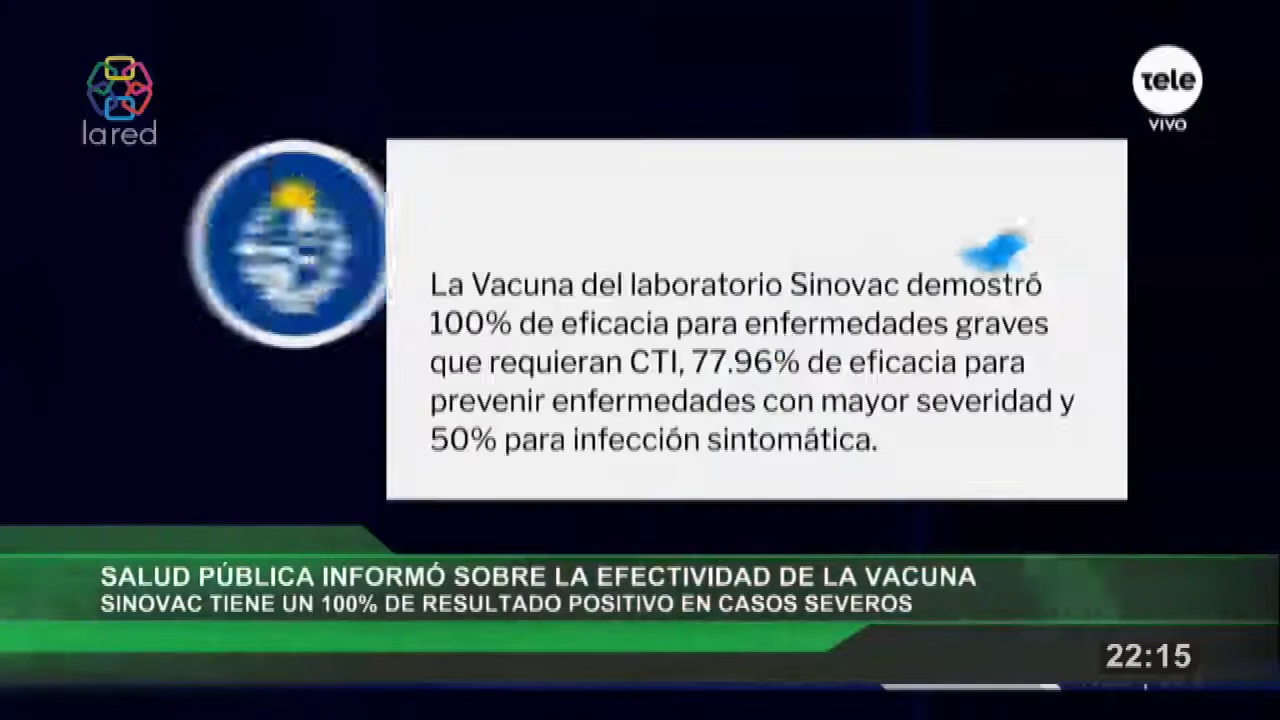 lared
tele
VIVO
La Vacuna del laboratorio Sinovac demostró
100% de eficacia para enfermedades graves
que requieran CTI, 77.96% de eficacia para
prevenir enfermedades con mayor severidad y
50% para infección sintomática.
SALUD PÚBLICA INFORMÓ SOBRE LA EFECTIVIDAD DE LA VACUNA
SINOVAC TIENE UN 100% DE RESULTADO POSITIVO EN CASOS SEVEROS
22:15